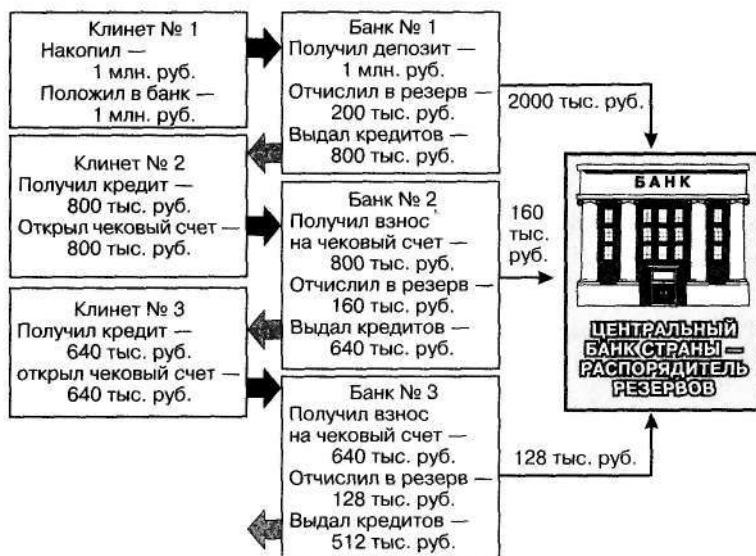 Клинет № 1
Накопил —
1 млн. руб.
Положил в банк —
1 млн. руб.
Банк № 1
Получил депозит —
1 млн. руб.
Отчислил в резерв —
200 тыс. руб.
Выдал кредитов —
800 тыс. руб.
2000 тыс. руб.
Клинет № 2
Получил кредит —
800 тыс. руб.
Открыл чековый счет —
800 тыс. руб.
Банк № 2
Получил взнос
на чековый счет —
800 тыс. руб.
Отчислил в резерв —
160 тыс. руб.
Выдал кредитов —
640 тыс. руб.
160
тыс.
руб.
БАНК
ЦЕНТРАЛЬНЫЙ
БАНК СТРАНЫ —
РАСПОРЯДИТЕЛЬ
РЕЗЕРВОВ
Клинет № 3
Получил кредит —
640 тыс. руб.
открыл чековый счет —
640 тыс. руб.
Банк № 3
Получил взнос
на чековый счет —
640 тыс. руб.
Отчислил в резерв —
128 тыс. руб.
Выдал кредитов —
512 тыс. руб.
128 тыс. руб.